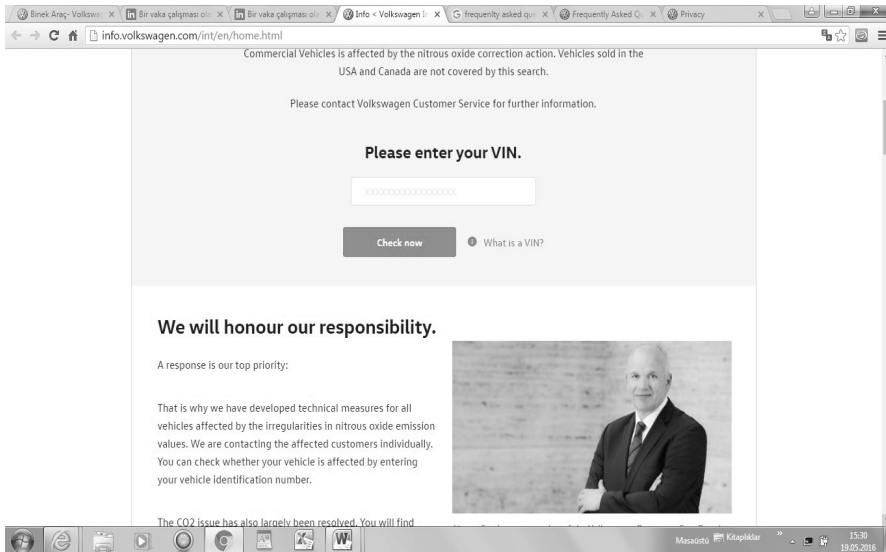 Binek Araç- Volkswag
Bir vaka çalışması ola
Bir vaka çalışması ola
Info < Volkswagen In
frequenlty asked que
Frequently Asked Qu
Privacy
info.volkswagen.com/int/en/home.html
Commercial Vehicles is affected by the nitrous oxide correction action. Vehicles sold in the
USA and Canada are not covered by this search.
Please contact Volkswagen Customer Service for further information.
Please enter your VIN.
Check now
What is a VIN?
We will honour our responsibility.
A response is our top priority:
That is why we have developed technical measures for all
vehicles affected by the irregularities in nitrous oxide emission
values. We are contacting the affected customers individually.
You can check whether your vehicle is affected by entering
your vehicle identification number.
The CO2 issue has also largely been resolved. You will find
Masaüstü
Kitaplıklar
15:30
19.05.2016